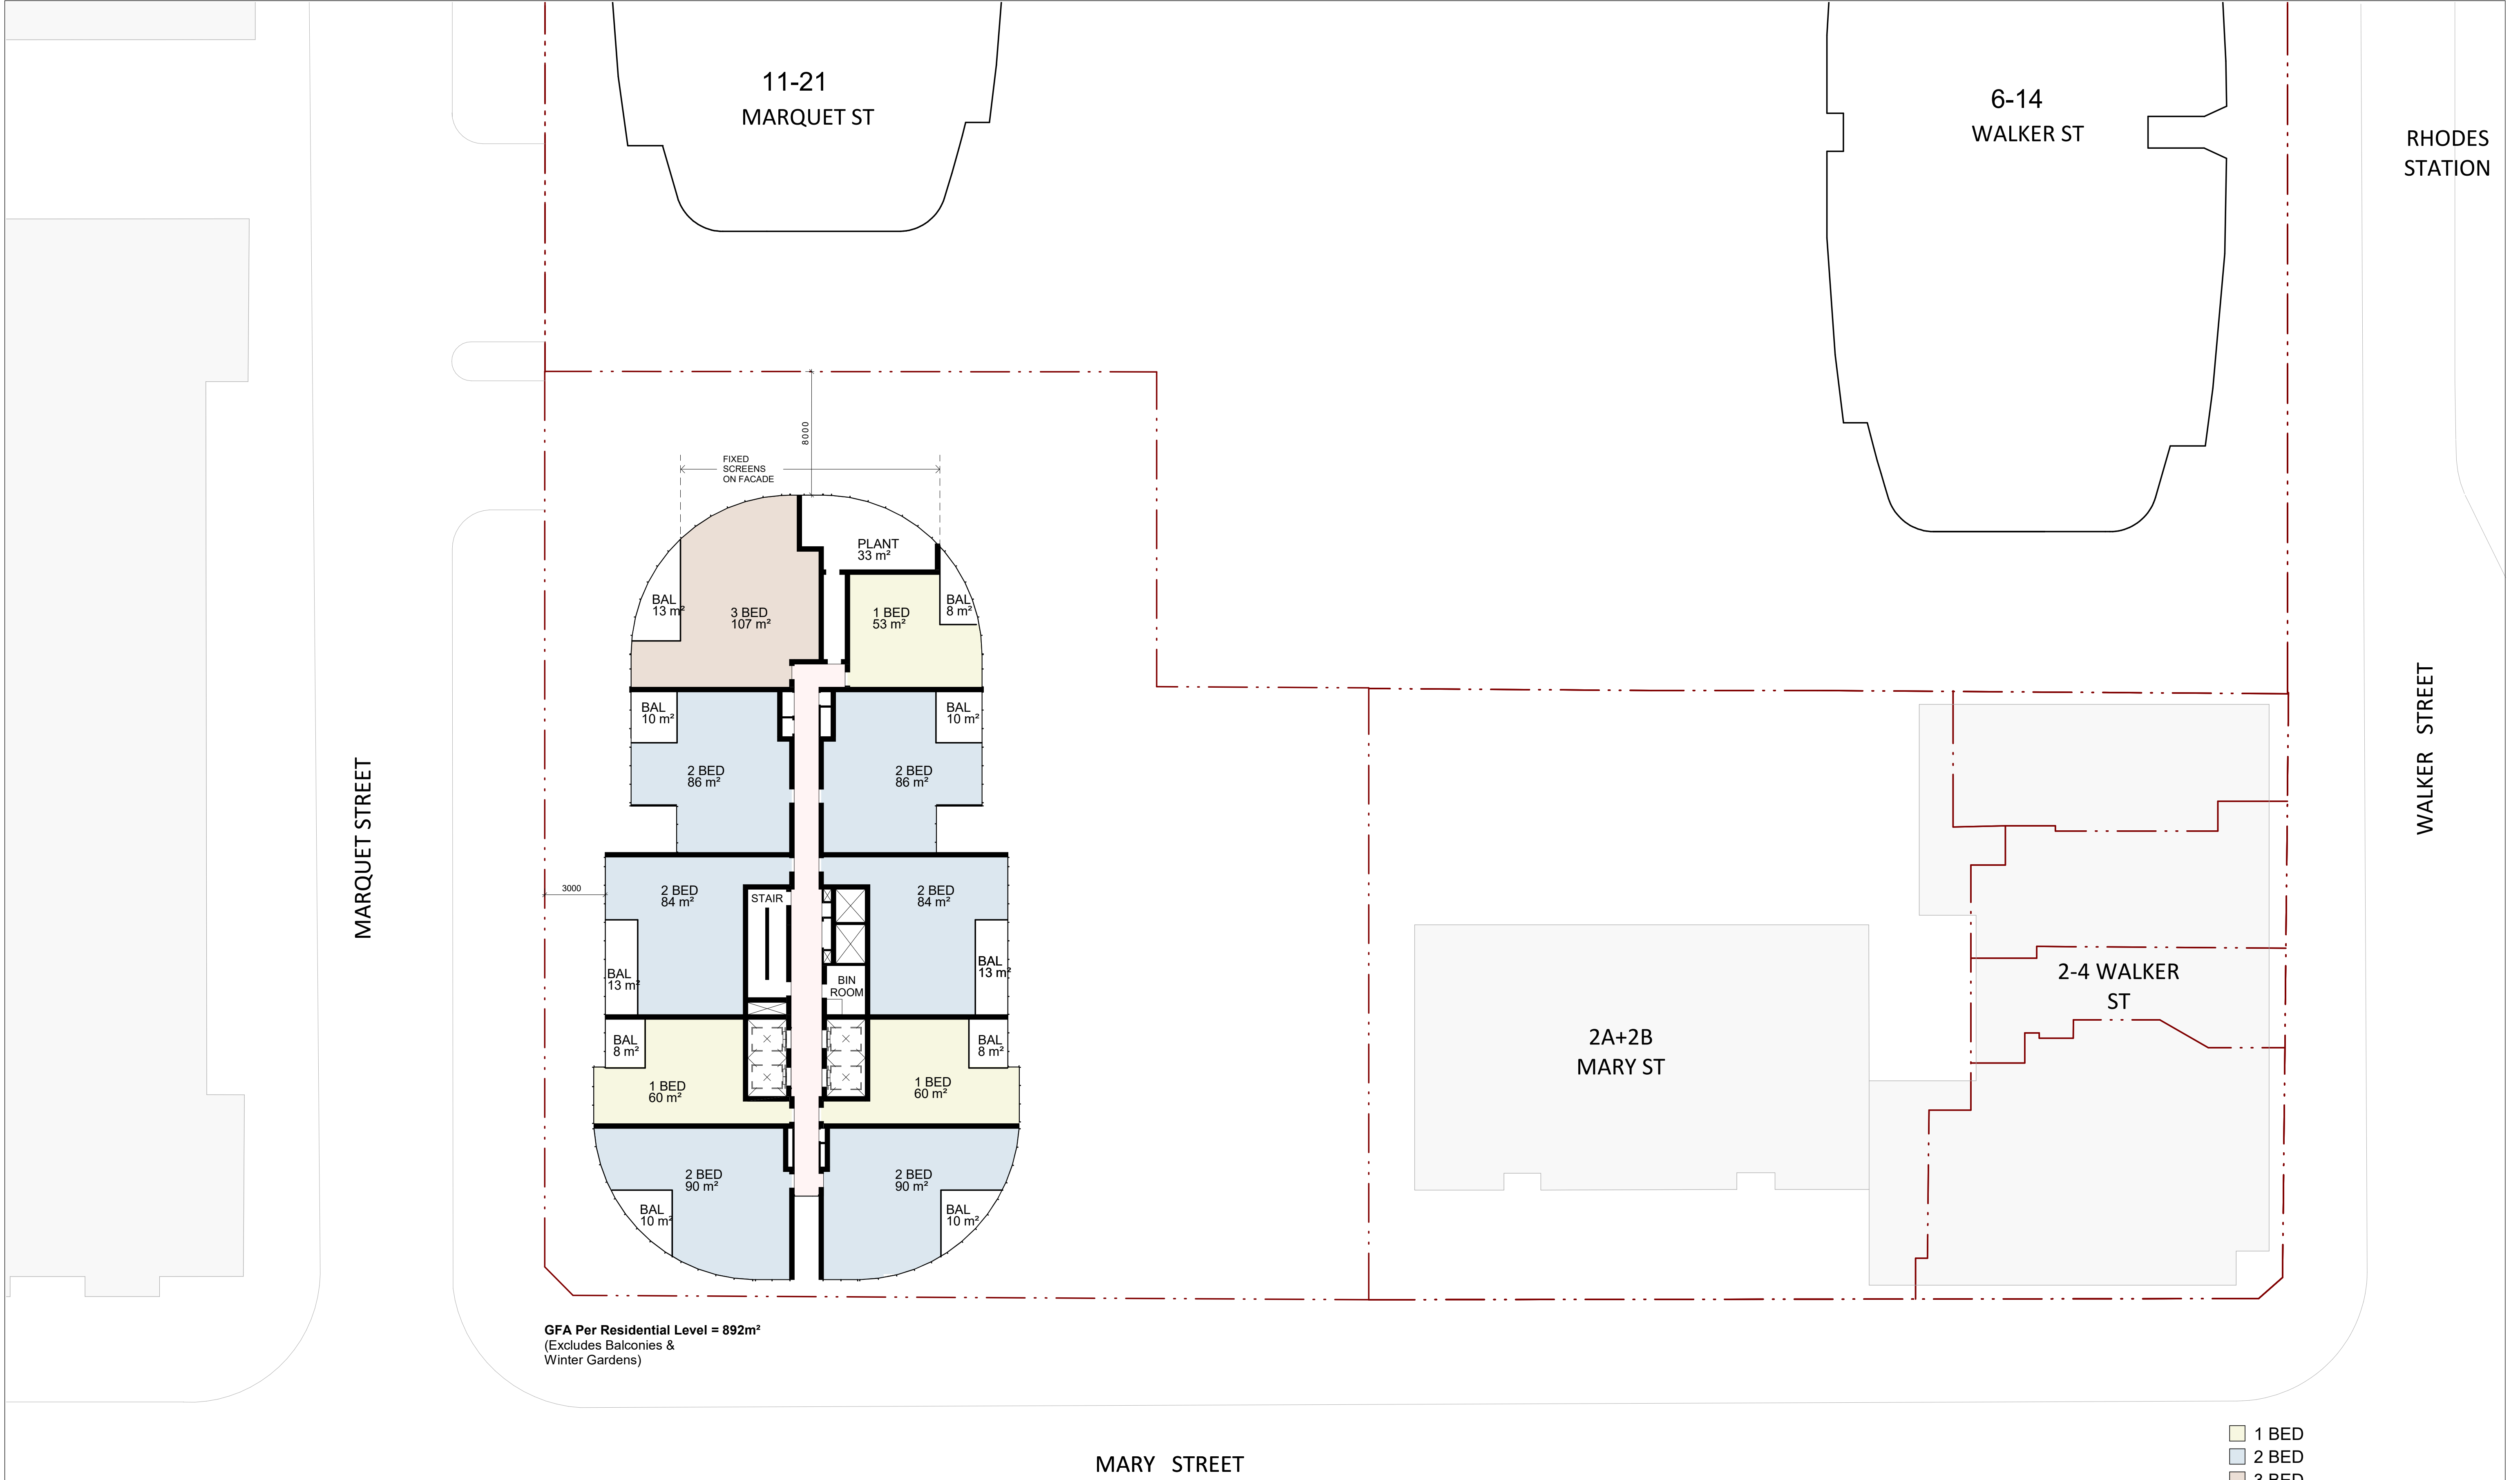 11-21
MARQUET ST
6-14
WALKER ST
RHODES
STATION
8000
FIXED
SCREENS
ON FACADE
PLANT
33 m²
BAL
13 m²
3 BED
107 m²
1 BED
53 m²
BAL
8 m²
BAL
10 m²
BAL
10 m²
2 BED
86 m²
2 BED
86 m²
MARQUET STREET
WALKER STREET
3000
2 BED
84 m²
STAIR
2 BED
84 m²
BAL
13 m²
BIN
ROOM
BAL
13 m²
2-4 WALKER
ST
BAL
8 m²
BAL
8 m²
2A+2B
MARY ST
1 BED
60 m²
1 BED
60 m²
2 BED
90 m²
2 BED
90 m²
BAL
10 m²
BAL
10 m²
GFA Per Residential Level = 892m²
(Excludes Balconies &
Winter Gardens)
MARY STREET
1 BED
2 BED
3 BED